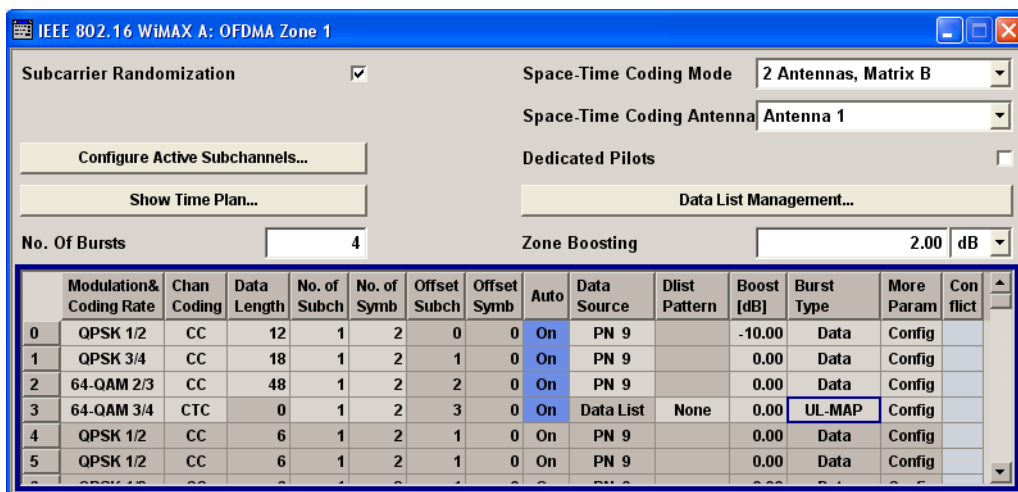 IEEE 802.16 WiMAX A: OFDMA Zone 1
Subcarrier Randomization Space-Time Coding Mode 2 Antennas, Matrix B
Space-Time Coding Antenna Antenna 1
Configure Active Subchannels... Dedicated Pilots
Show Time Plan... Data List Management...
No. Of Bursts 4 Zone Boosting 2.00 dB
Modulation& Chan Data No. of No. of Offset Offset Auto Data Dlist Boost Burst More Con
Coding Rate Coding Length Subch Symb Subch Symb Source Pattern [dB] Type Param flict
0 QPSK 1/2 CC 12 1 2 0 0 On PN 9 -10.00 Data Config
1 QPSK 3/4 CC 18 1 2 1 0 On PN 9 0.00 Data Config
2 64-QAM 2/3 CC 48 1 2 2 0 On PN 9 0.00 Data Config
3 64-QAM 3/4 CTC 0 1 2 3 0 On Data List None 0.00 UL-MAP Config
4 QPSK 1/2 CC 6 1 2 1 0 On PN 9 0.00 Data Config
5 QPSK 1/2 CC 6 1 2 1 0 On PN 9 0.00 Data Config